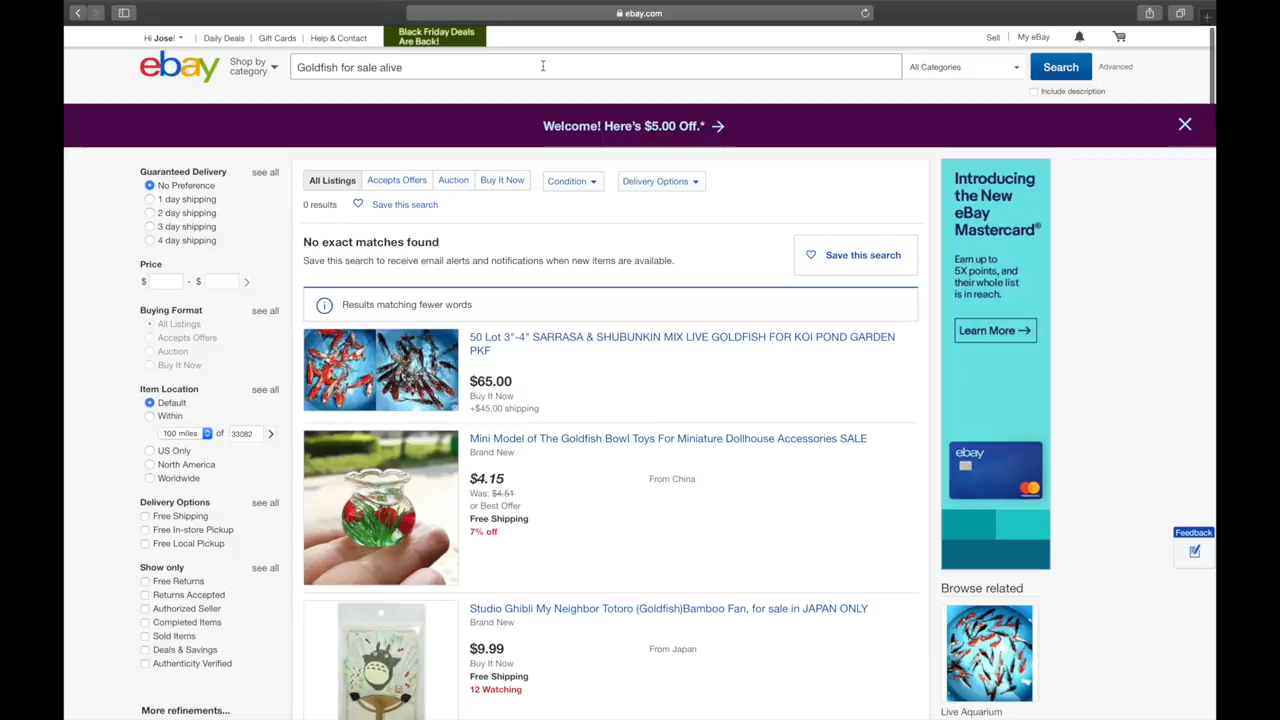 ebay.com
Hi Jose!
Daily Deals
Gift Cards
Help & Contact
Black Friday Deals
Are Back!
Sell
My eBay
ebay
Shop by
category
Goldfish for sale alive
All Categories
Search
Advanced
Include description
Welcome! Here's $5.00 Off.*
Guaranteed Delivery
see all
No Preference
1 day shipping
2 day shipping
3 day shipping
4 day shipping
Price
$ - $
Buying Format
see all
All Listings
Accepts Offers
Auction
Buy It Now
Item Location
see all
Default
Within
100 miles of 33082
US Only
North America
Worldwide
Delivery Options
see all
Free Shipping
Free In-store Pickup
Free Local Pickup
Show only
see all
Free Returns
Returns Accepted
Authorized Seller
Completed Items
Sold Items
Deals & Savings
Authenticity Verified
More refinements...
All Listings
Accepts Offers
Auction
Buy It Now
Condition
Delivery Options
0 results
Save this search
No exact matches found
Save this search to receive email alerts and notifications when new items are available.
Save this search
Results matching fewer words
50 Lot 3"-4" SARRASA & SHUBUNKIN MIX LIVE GOLDFISH FOR KOI POND GARDEN
PKF
$65.00
Buy It Now
+$45.00 shipping
Mini Model of The Goldfish Bowl Toys For Miniature Dollhouse Accessories SALE
Brand New
$4.15
From China
Was: $4.51
or Best Offer
Free Shipping
7% off
Studio Ghibli My Neighbor Totoro (Goldfish)Bamboo Fan, for sale in JAPAN ONLY
Brand New
$9.99
From Japan
Buy It Now
Free Shipping
12 Watching
Introducing
the New
eBay
Mastercard®
Earn up to
5X points, and
their whole list
is in reach.
Learn More
ebay
Feedback
Browse related
Live Aquarium